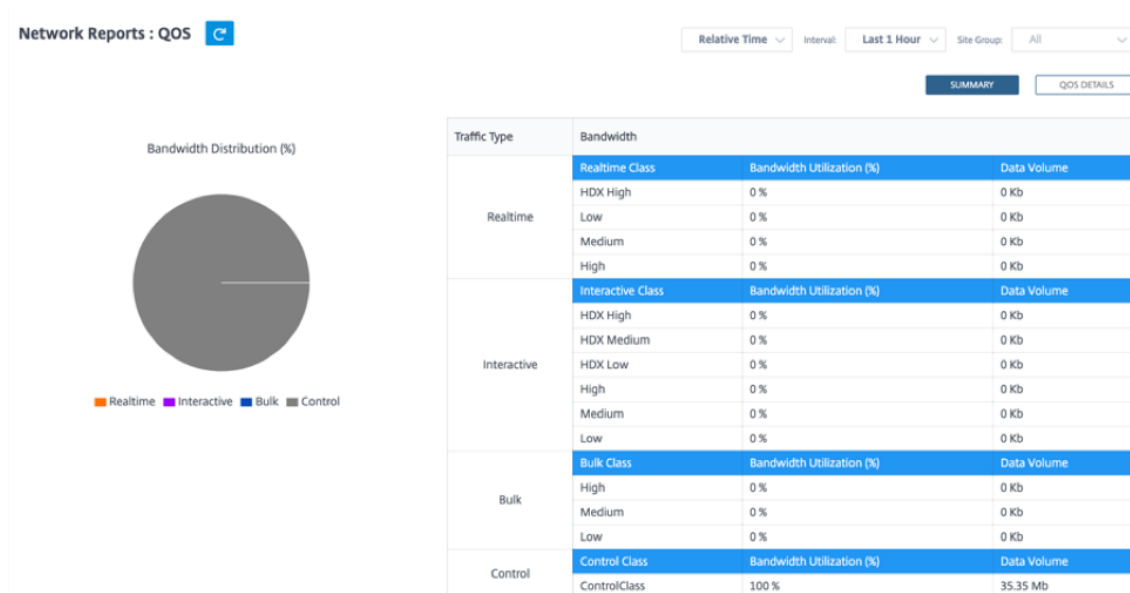 Network Reports : QOS
Relative Time Interval: Last 1 Hour Site Group: All
SUMMARY QOS DETAILS
Bandwidth Distribution (%)
Realtime Interactive Bulk Control
Traffic Type Bandwidth
Realtime
Realtime Class Bandwidth Utilization (%) Data Volume
HDX High 0 % 0 Kb
Low 0 % 0 Kb
Medium 0 % 0 Kb
High 0 % 0 Kb
Interactive
Interactive Class Bandwidth Utilization (%) Data Volume
HDX High 0 % 0 Kb
HDX Medium 0 % 0 Kb
HDX Low 0 % 0 Kb
High 0 % 0 Kb
Medium 0 % 0 Kb
Low 0 % 0 Kb
Bulk
Bulk Class Bandwidth Utilization (%) Data Volume
High 0 % 0 Kb
Medium 0 % 0 Kb
Low 0 % 0 Kb
Control
Control Class Bandwidth Utilization (%) Data Volume
ControlClass 100 % 35.35 Mb